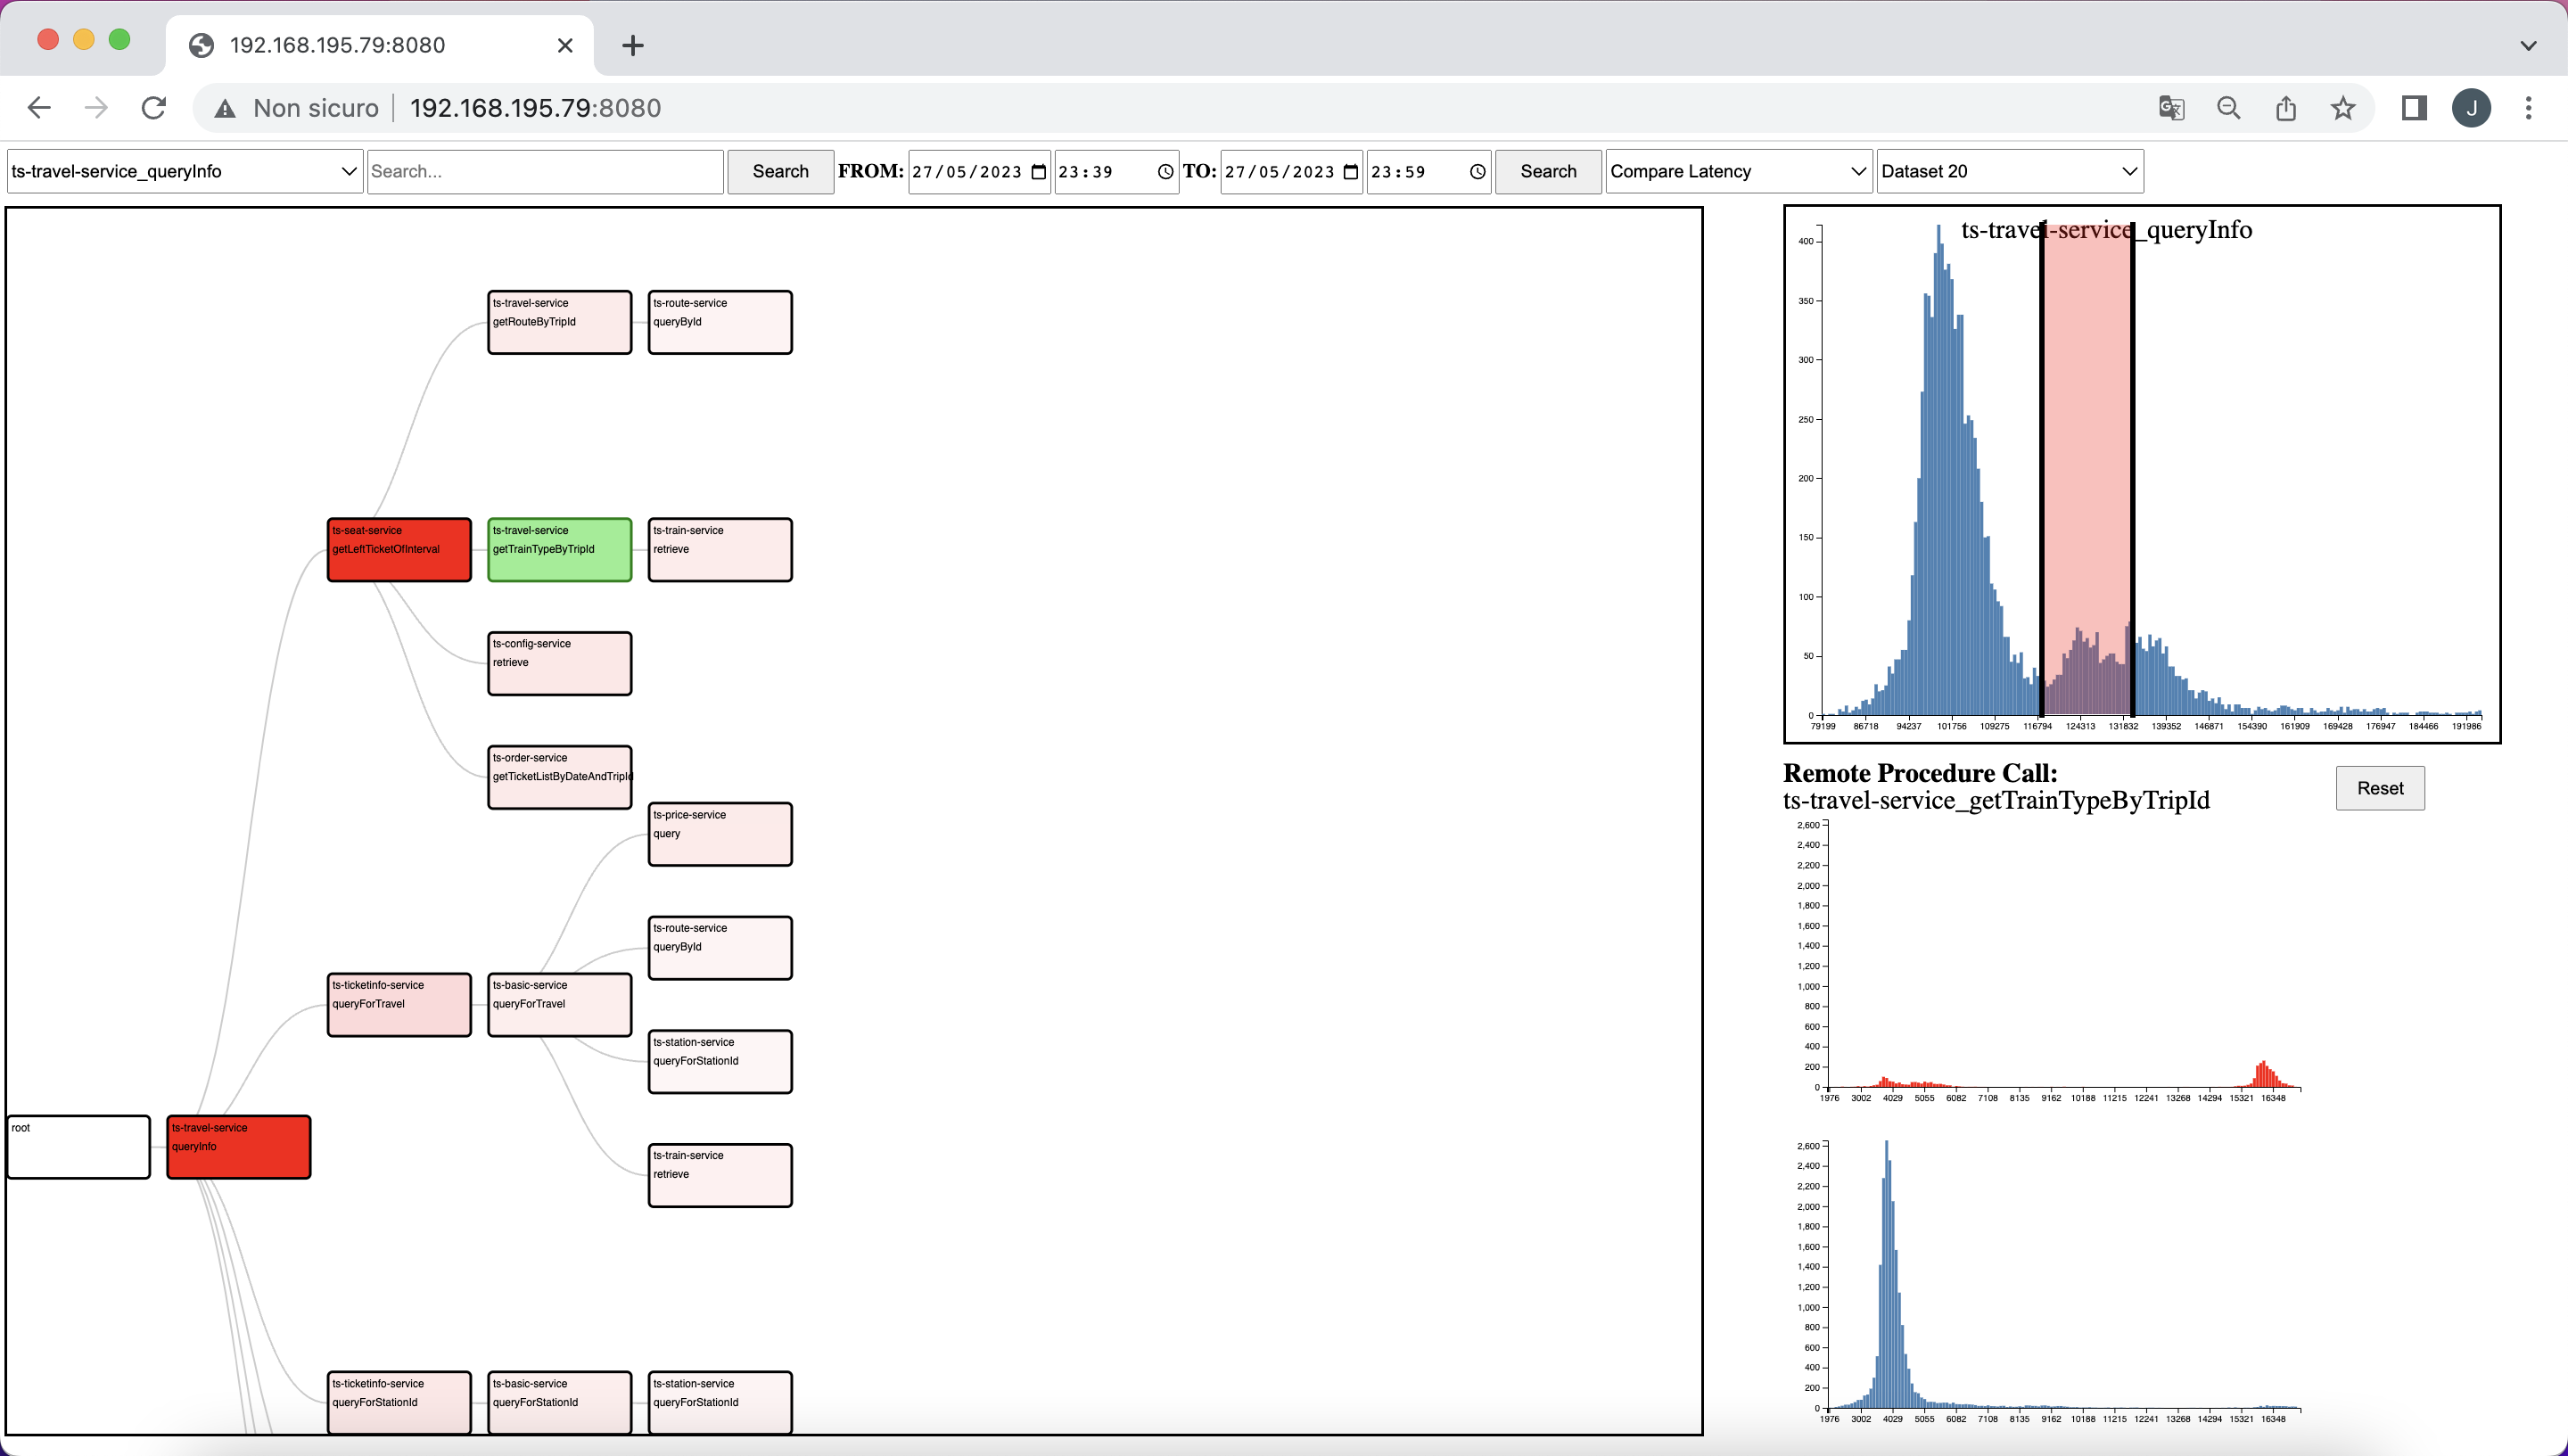 192.168.195.79:8080
Non sicuro
192.168.195.79:8080
J
ts-travel-service_queryInfo
Search...
Search
FROM:
27/05/2023
23:39
TO:
27/05/2023
23:59
Search
Compare Latency
Dataset 20
ts-travel-service
getRouteByTripId
ts-route-service
queryById
ts-seat-service
getLeftTicketOfInterval
ts-travel-service
getTrainTypeByTripId
ts-train-service
retrieve
ts-config-service
retrieve
ts-order-service
getTicketListByDateAndTripId
ts-price-service
query
ts-route-service
queryById
ts-ticketinfo-service
queryForTravel
ts-basic-service
queryForTravel
ts-station-service
queryForStationId
root
ts-travel-service
queryInfo
ts-train-service
retrieve
ts-ticketinfo-service
queryForStationId
ts-basic-service
queryForStationId
ts-station-service
queryForStationId
ts-travel-service_queryInfo
400
350
300
250
200
150
100
50
0
79199 86718 94237 101756 109275 116794 124313 131832 139352 146871 154390 161909 169428 176947 184466 191986
Remote Procedure Call:
ts-travel-service_getTrainTypeByTripId
Reset
2,600
2,400
2,200
2,000
1,800
1,600
1,400
1,200
1,000
800
600
400
200
0
1976 3002 4029 5055 6082 7108 8135 9162 10188 11215 12241 13268 14294 15321 16348
2,600
2,400
2,200
2,000
1,800
1,600
1,400
1,200
1,000
800
600
400
200
0
1976 3002 4029 5055 6082 7108 8135 9162 10188 11215 12241 13268 14294 15321 16348